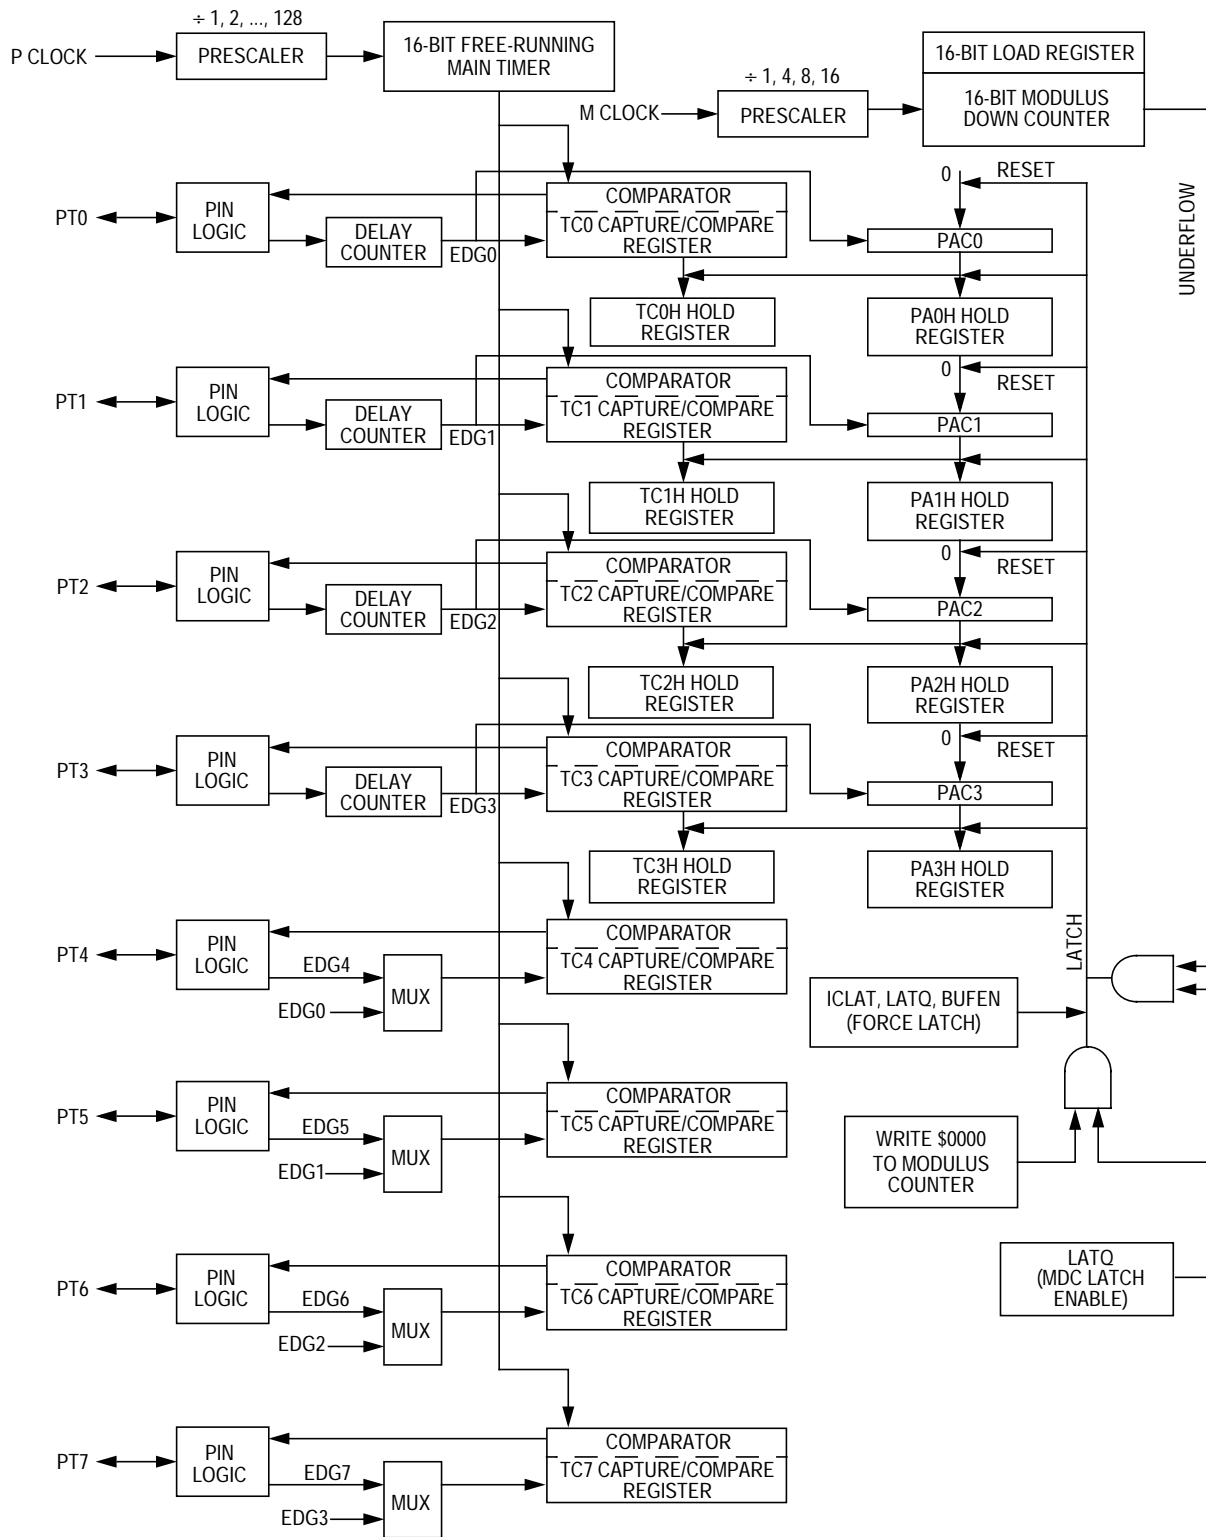 ÷ 1, 2, ..., 128
P CLOCK
PRESCALER
16-BIT FREE-RUNNING
MAIN TIMER
÷ 1, 4, 8, 16
M CLOCK
PRESCALER
16-BIT LOAD REGISTER
16-BIT MODULUS
DOWN COUNTER
UNDERFLOW
PT0
PIN
LOGIC
DELAY
COUNTER
EDG0
COMPARATOR
TC0 CAPTURE/COMPARE
REGISTER
0
RESET
PAC0
TC0H HOLD
REGISTER
PA0H HOLD
REGISTER
PT1
PIN
LOGIC
DELAY
COUNTER
EDG1
COMPARATOR
TC1 CAPTURE/COMPARE
REGISTER
0
RESET
PAC1
TC1H HOLD
REGISTER
PA1H HOLD
REGISTER
PT2
PIN
LOGIC
DELAY
COUNTER
EDG2
COMPARATOR
TC2 CAPTURE/COMPARE
REGISTER
0
RESET
PAC2
TC2H HOLD
REGISTER
PA2H HOLD
REGISTER
PT3
PIN
LOGIC
DELAY
COUNTER
EDG3
COMPARATOR
TC3 CAPTURE/COMPARE
REGISTER
0
RESET
PAC3
TC3H HOLD
REGISTER
PA3H HOLD
REGISTER
LATCH
PT4
PIN
LOGIC
EDG4
EDG0
MUX
COMPARATOR
TC4 CAPTURE/COMPARE
REGISTER
ICLAT, LATQ, BUFEN
(FORCE LATCH)
PT5
PIN
LOGIC
EDG5
EDG1
MUX
COMPARATOR
TC5 CAPTURE/COMPARE
REGISTER
WRITE $0000
TO MODULUS
COUNTER
PT6
PIN
LOGIC
EDG6
EDG2
MUX
COMPARATOR
TC6 CAPTURE/COMPARE
REGISTER
LATQ
(MDC LATCH
ENABLE)
PT7
PIN
LOGIC
EDG7
EDG3
MUX
COMPARATOR
TC7 CAPTURE/COMPARE
REGISTER